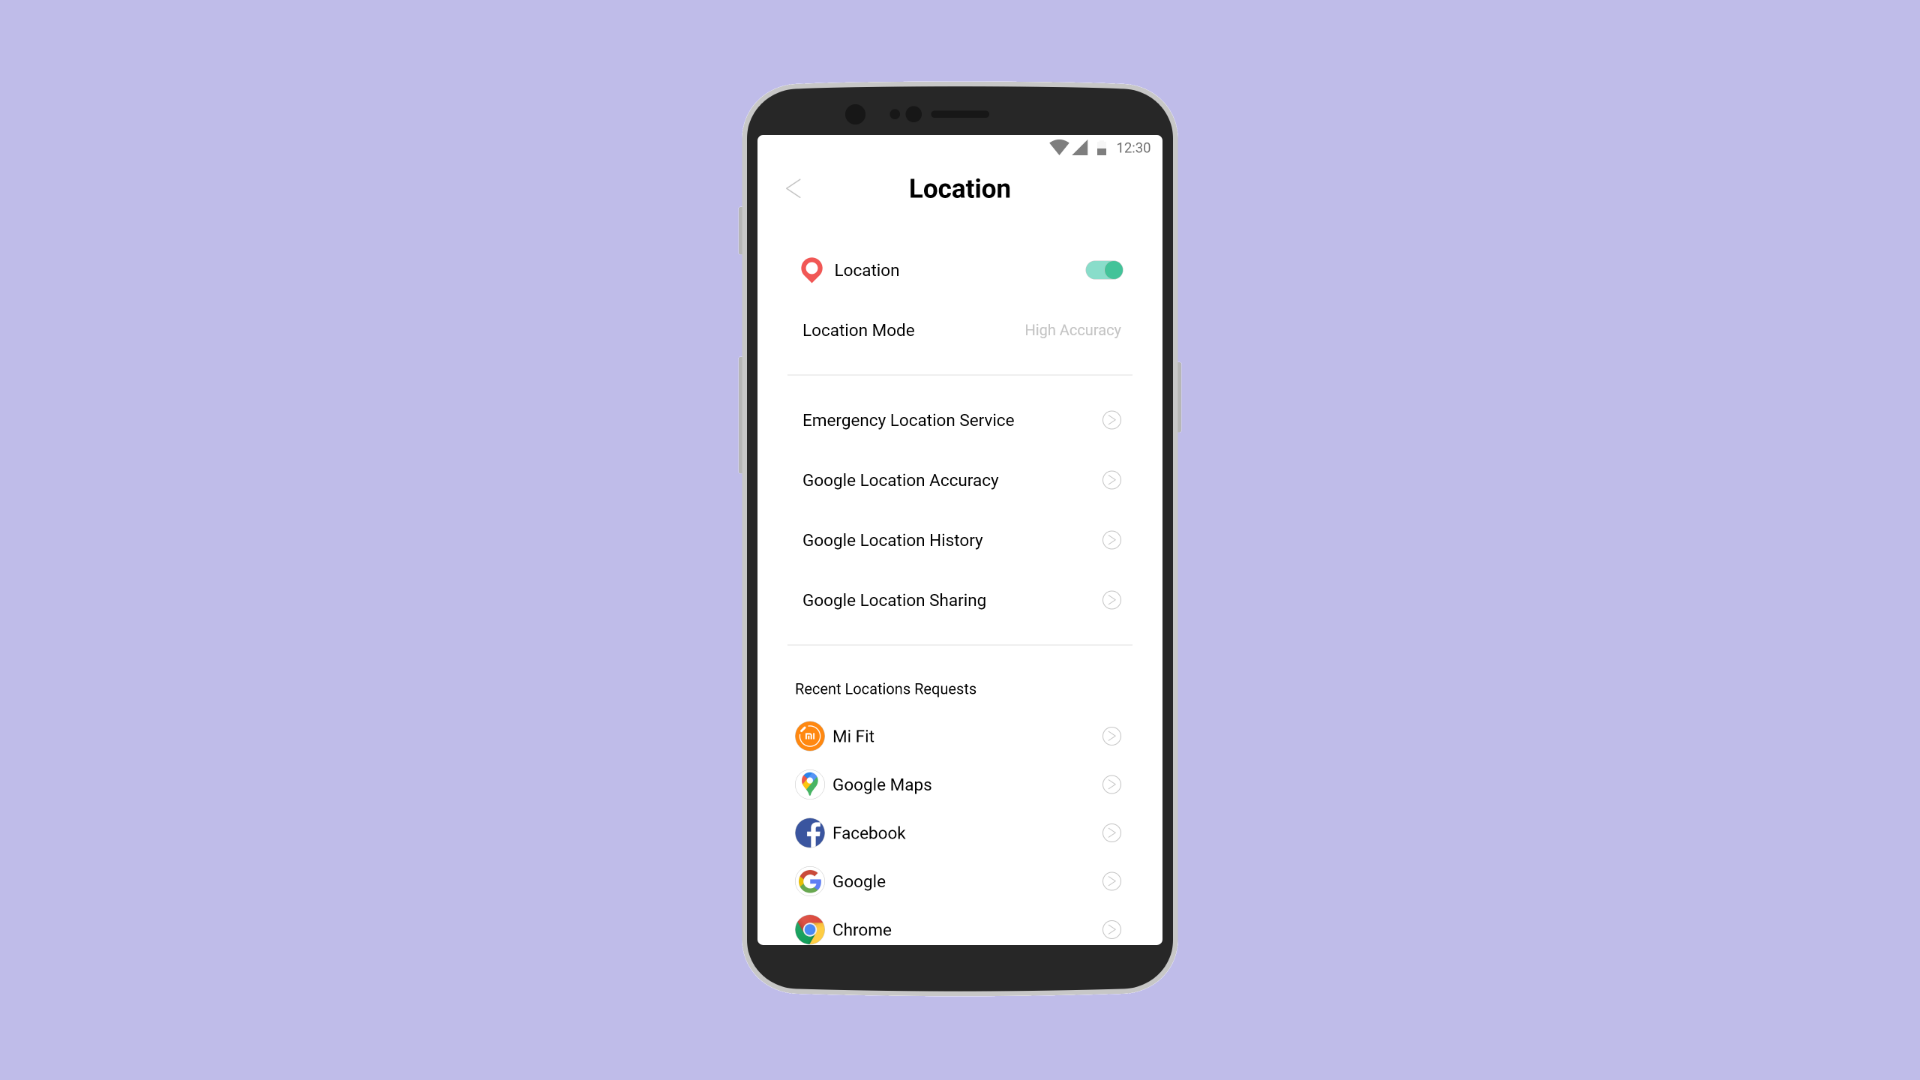 12:30
Location
Location
Location Mode High Accuracy
Emergency Location Service
Google Location Accuracy
Google Location History
Google Location Sharing
Recent Locations Requests
Mi Fit
Google Maps
Facebook
Google
Chrome